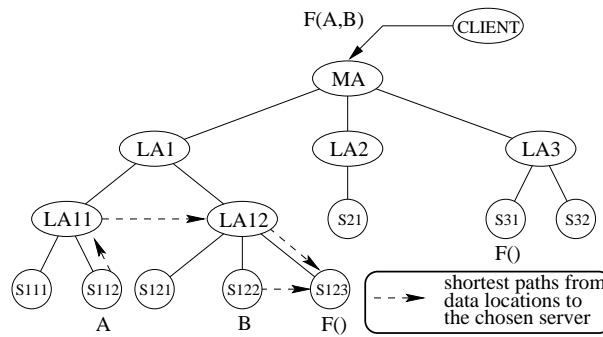 F(A,B)
CLIENT
MA
LA1
LA2
LA3
LA11
LA12
S21
S31
S32
F()
S111
S112
S121
S122
S123
A
B
F()
shortest paths from
data locations to
the chosen server